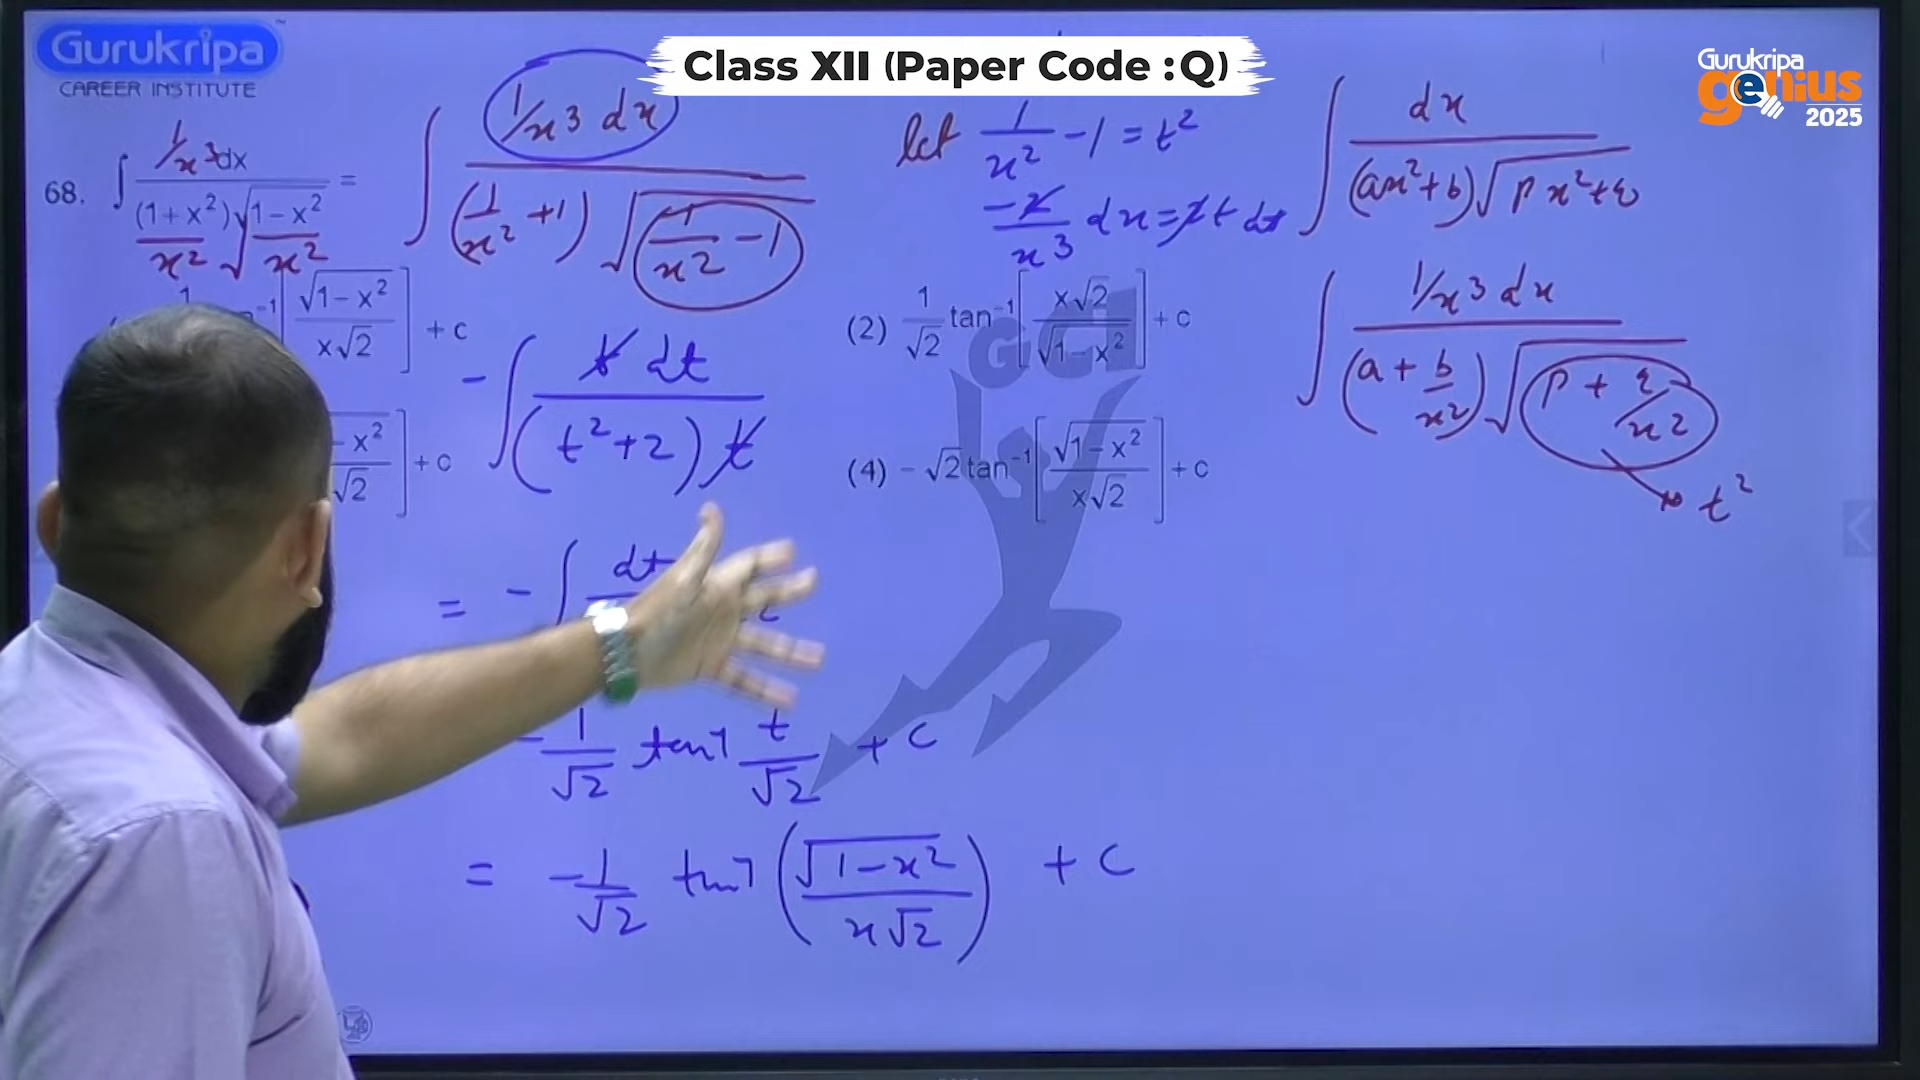 Gurukripa
CAREER INSTITUTE
Class XII (Paper Code : Q)
Gurukripa
genius
2025
68. ∫ 1/x³ dx / ((1+x²)/x² √((1−x²)/x²)) =
∫ 1/x³ dx / ((1/x² + 1) √(1/x² − 1))
let 1/x² − 1 = t²
−2/x³ dx = 2t dt
∫ dx / ((ax²+b)√(px²+q))
∫ 1/x³ dx / ((a + b/x²) √(p + q/x²))
→ t²
[√(1−x²) / x√2] + c
(2) 1/√2 tan⁻¹[x√2 / √(1−x²)] + c
√2] + c
(4) − √2 tan⁻¹[√(1−x²) / x√2] + c
− ∫ t dt / ((t²+2) t)
= − ∫ dt
− 1/√2 tan⁻¹ t/√2 + c
= − 1/√2 tan⁻¹ (√(1−x²) / x√2) + c
GCI